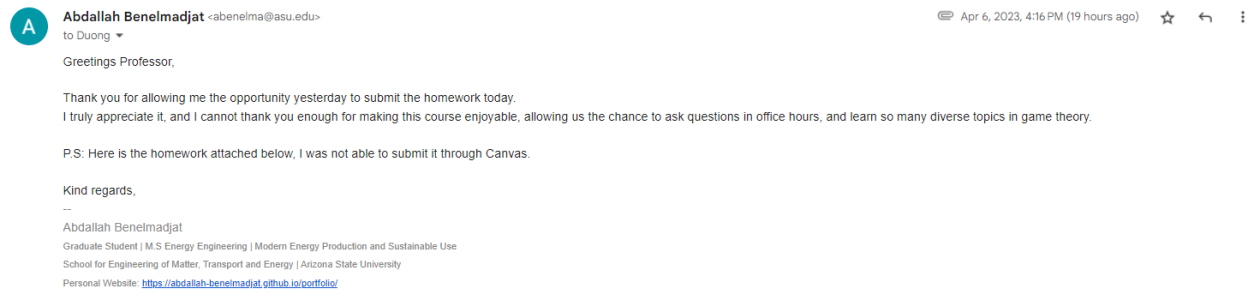 A
Abdallah Benelmadjat <abenelma@asu.edu>
Apr 6, 2023, 4:16 PM (19 hours ago)
to Duong
Greetings Professor,
Thank you for allowing me the opportunity yesterday to submit the homework today.
I truly appreciate it, and I cannot thank you enough for making this course enjoyable, allowing us the chance to ask questions in office hours, and learn so many diverse topics in game theory.
P.S: Here is the homework attached below, I was not able to submit it through Canvas.
Kind regards,
--
Abdallah Benelmadjat
Graduate Student | M.S Energy Engineering | Modern Energy Production and Sustainable Use
School for Engineering of Matter, Transport and Energy | Arizona State University
Personal Website: https://abdallah-benelmadjat.github.io/portfolio/